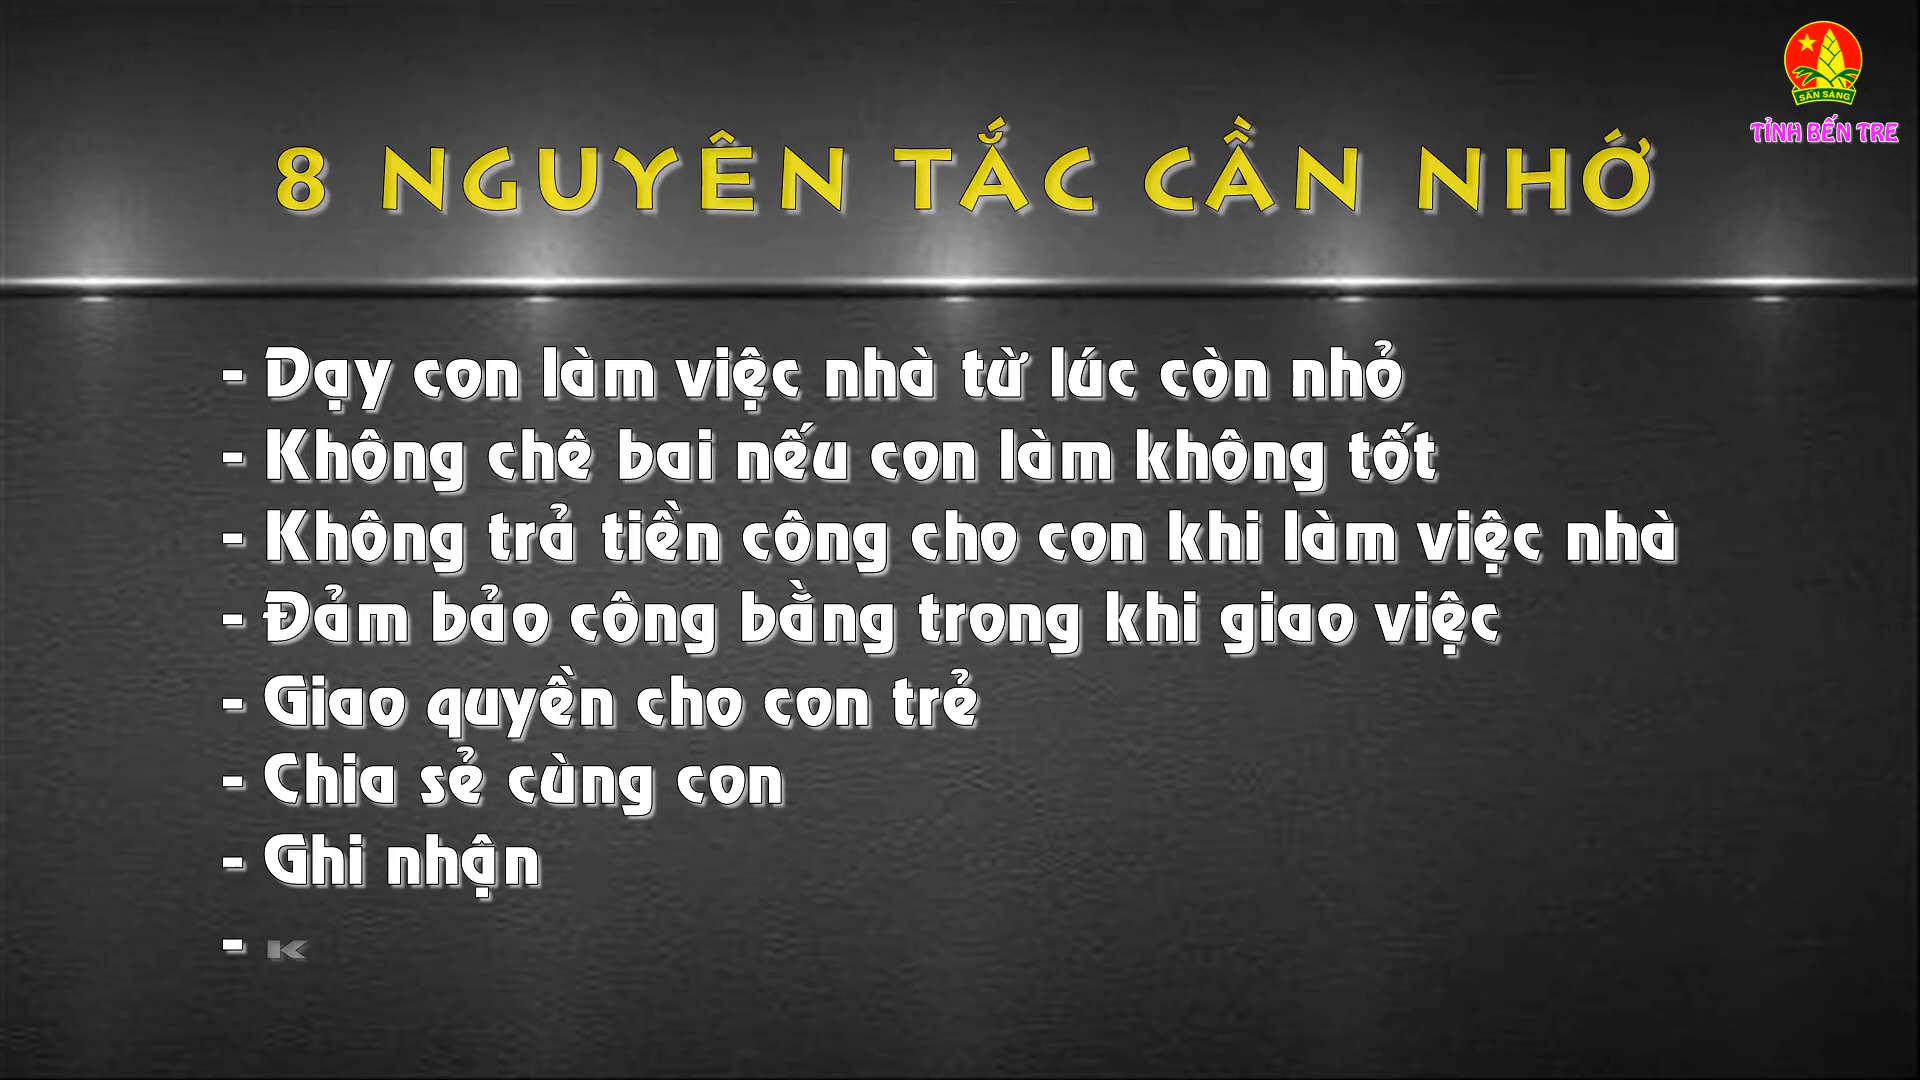 SẴN SÀNG
TỈNH BẾN TRE
8 NGUYÊN TẮC CẦN NHỚ
- Dạy con làm việc nhà từ lúc còn nhỏ
- Không chê bai nếu con làm không tốt
- Không trả tiền công cho con khi làm việc nhà
- Đảm bảo công bằng trong khi giao việc
- Giao quyền cho con trẻ
- Chia sẻ cùng con
- Ghi nhận
- K